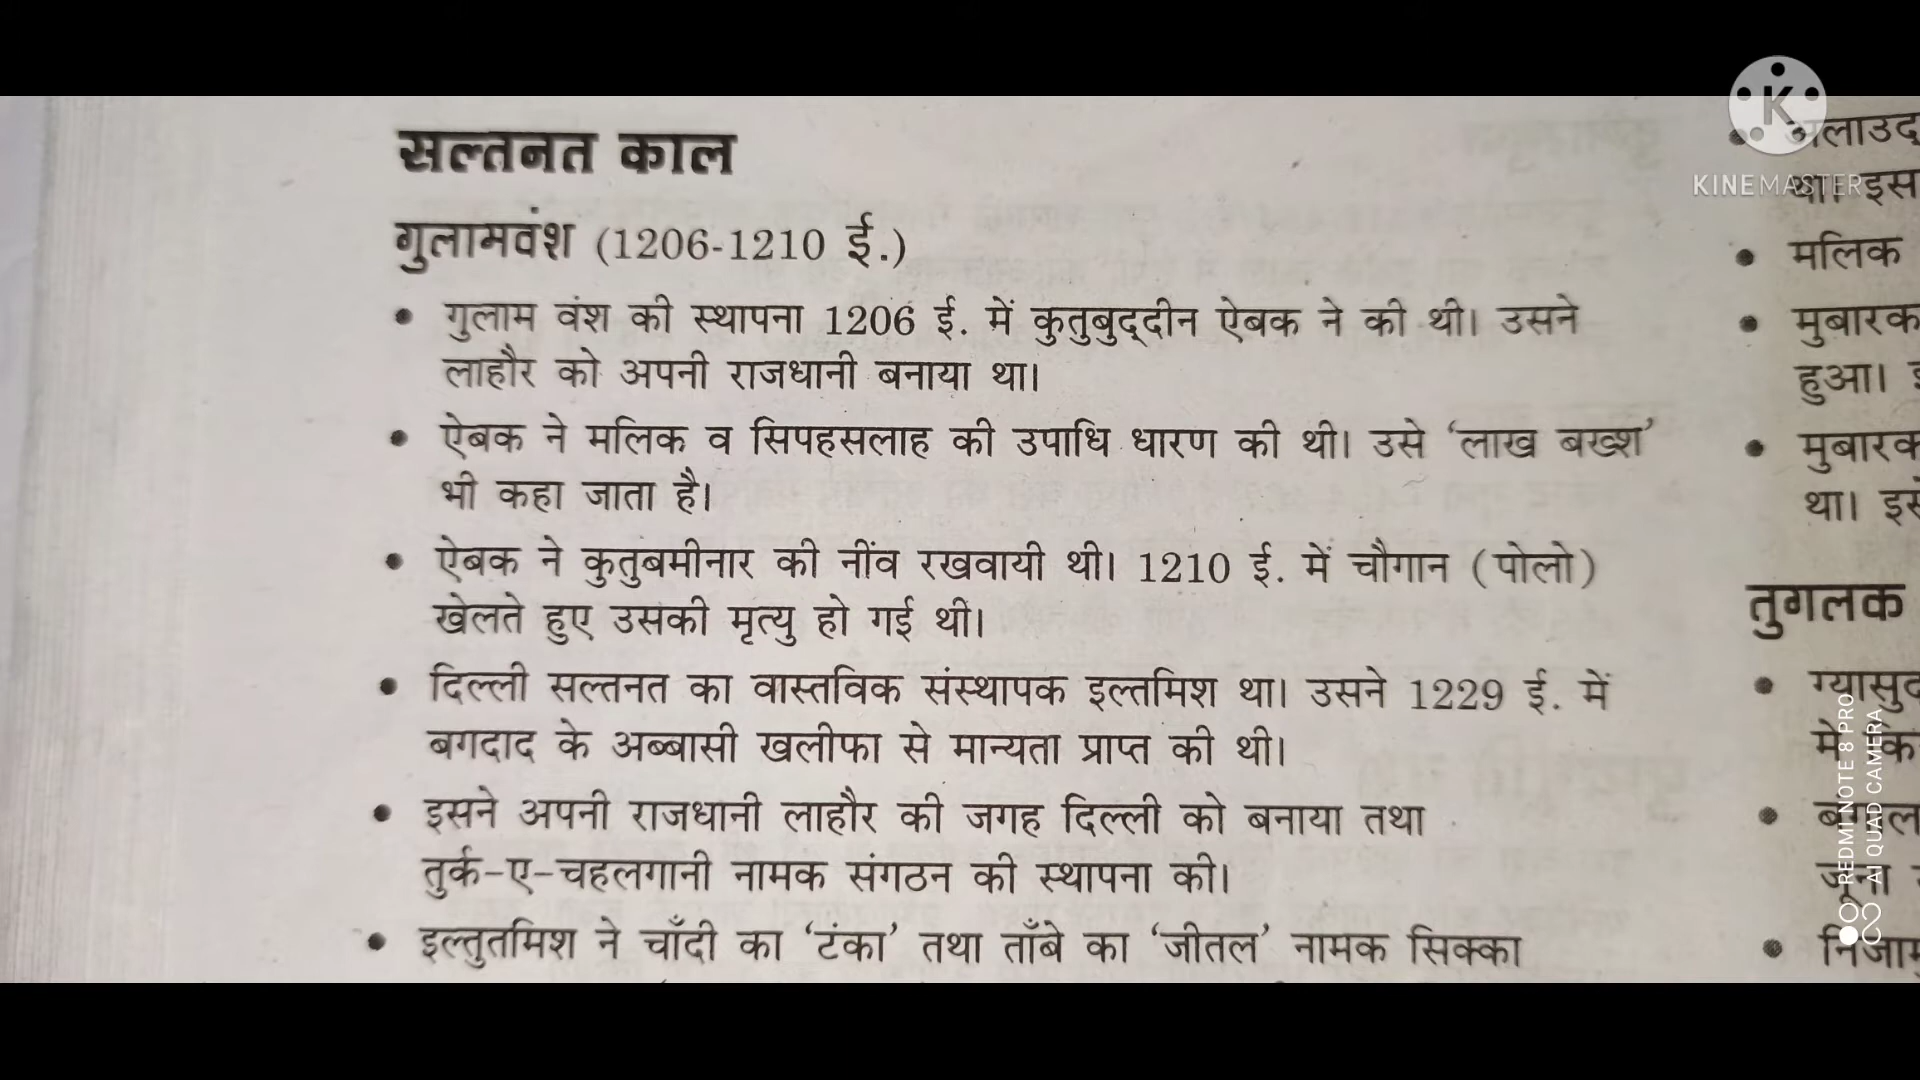 सल्तनत काल
गुलामवंश (1206-1210 ई.)
• गुलाम वंश की स्थापना 1206 ई. में कुतुबुद्दीन ऐबक ने की थी। उसने
लाहौर को अपनी राजधानी बनाया था।
• ऐबक ने मलिक व सिपहसलाह की उपाधि धारण की थी। उसे ‘लाख बख्श’
भी कहा जाता है।
• ऐबक ने कुतुबमीनार की नींव रखवायी थी। 1210 ई. में चौगान (पोलो)
खेलते हुए उसकी मृत्यु हो गई थी।
• दिल्ली सल्तनत का वास्तविक संस्थापक इल्तमिश था। उसने 1229 ई. में
बगदाद के अब्बासी खलीफा से मान्यता प्राप्त की थी।
• इसने अपनी राजधानी लाहौर की जगह दिल्ली को बनाया तथा
तुर्क-ए-चहलगानी नामक संगठन की स्थापना की।
• इल्तुतमिश ने चाँदी का ‘टंका’ तथा ताँबे का ‘जीतल’ नामक सिक्का
था। इस
• मलिक
• मुबारक
हुआ।
• मुबारक
था।
तुगलक
K
KINEMASTER
REDMI NOTE 8 PRO
AI QUAD CAMERA